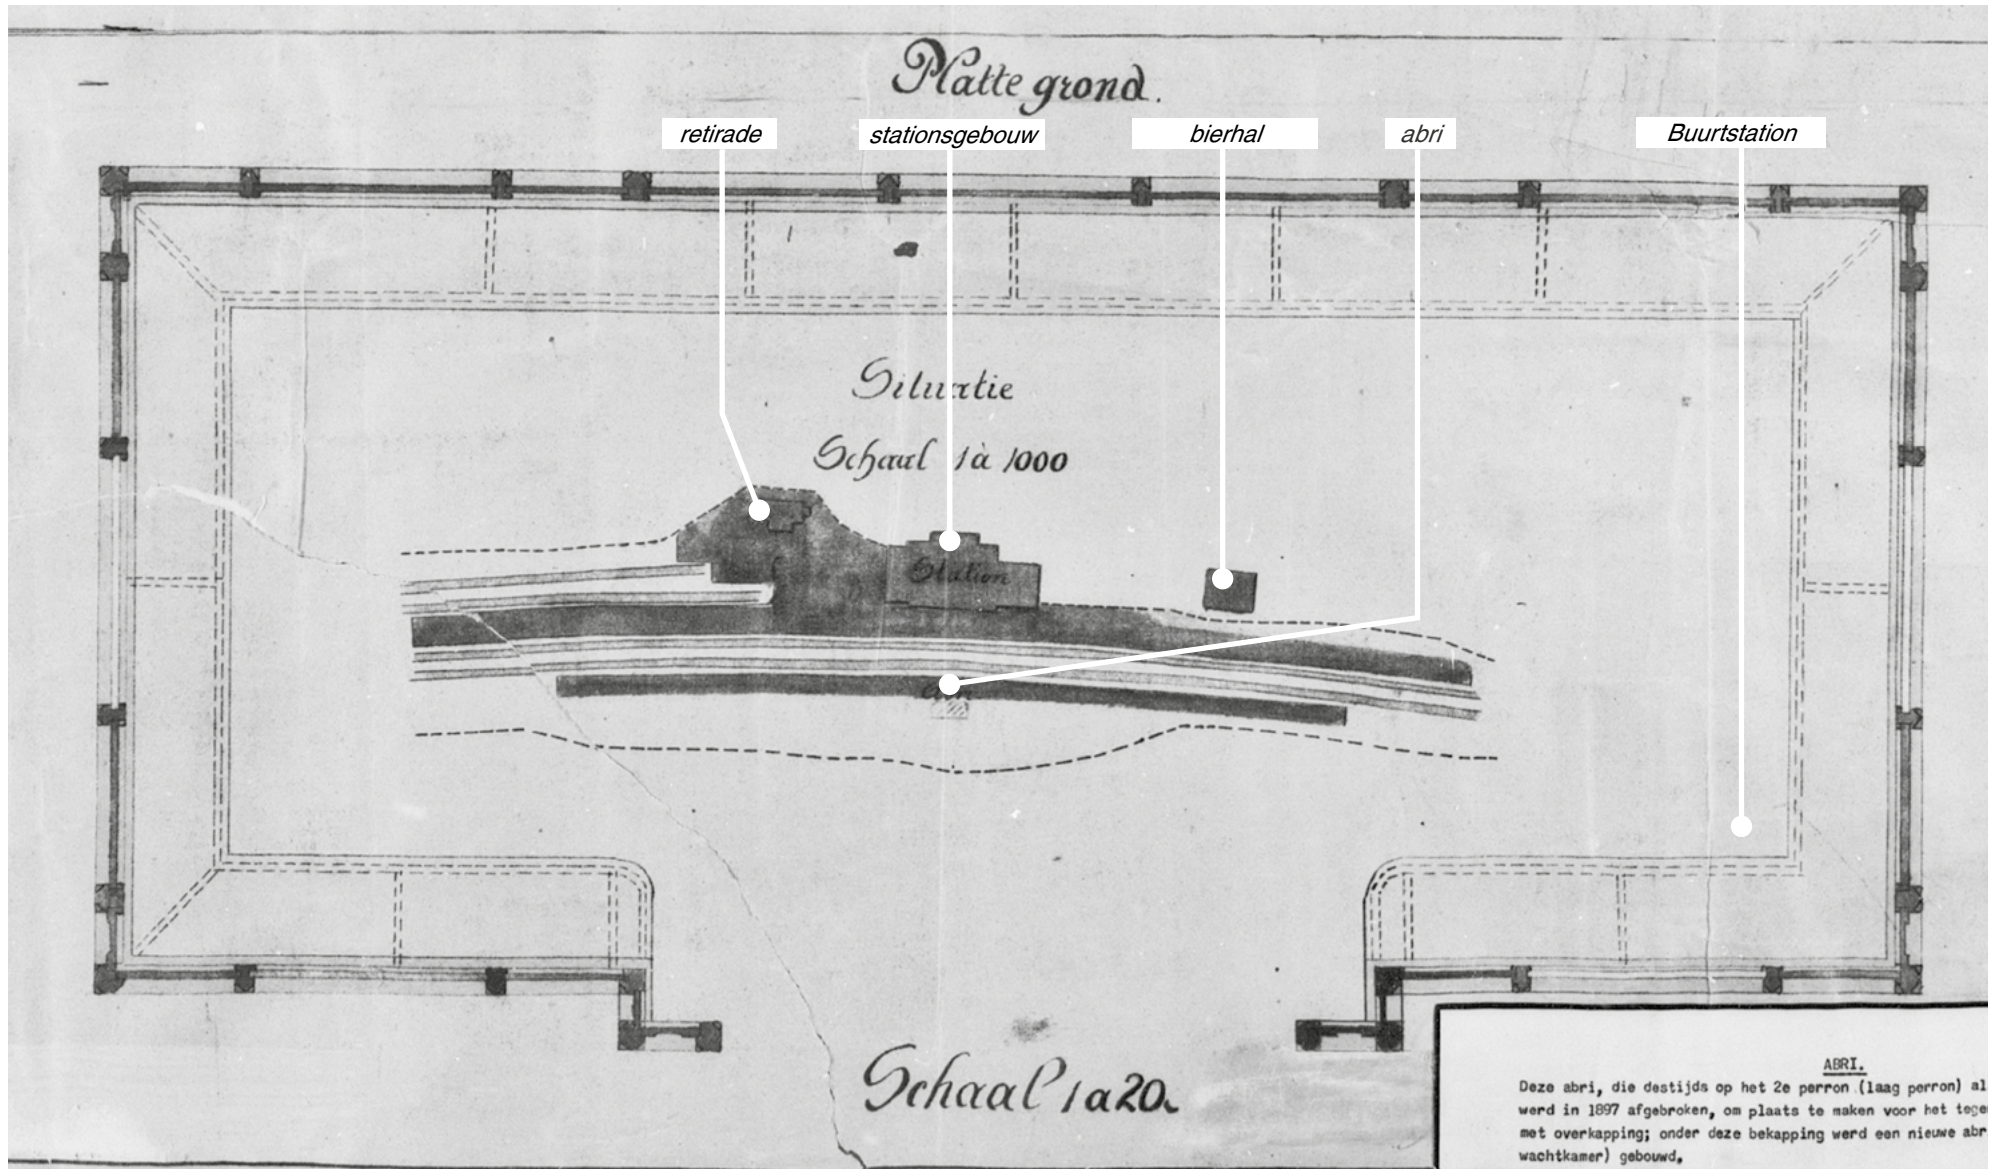 Platte grond.
retirade stationsgebouw bierhal abri Buurtstation
Situatie
Schaal 1 à 1000
Station
abri
Schaal 1 a 20.
ABRI.
Deze abri, die destijds op het 2e perron (laag perron) al
werd in 1897 afgebroken, om plaats te maken voor het tege
met overkapping; onder deze bekapping werd een nieuwe abr
wachtkamer) gebouwd.